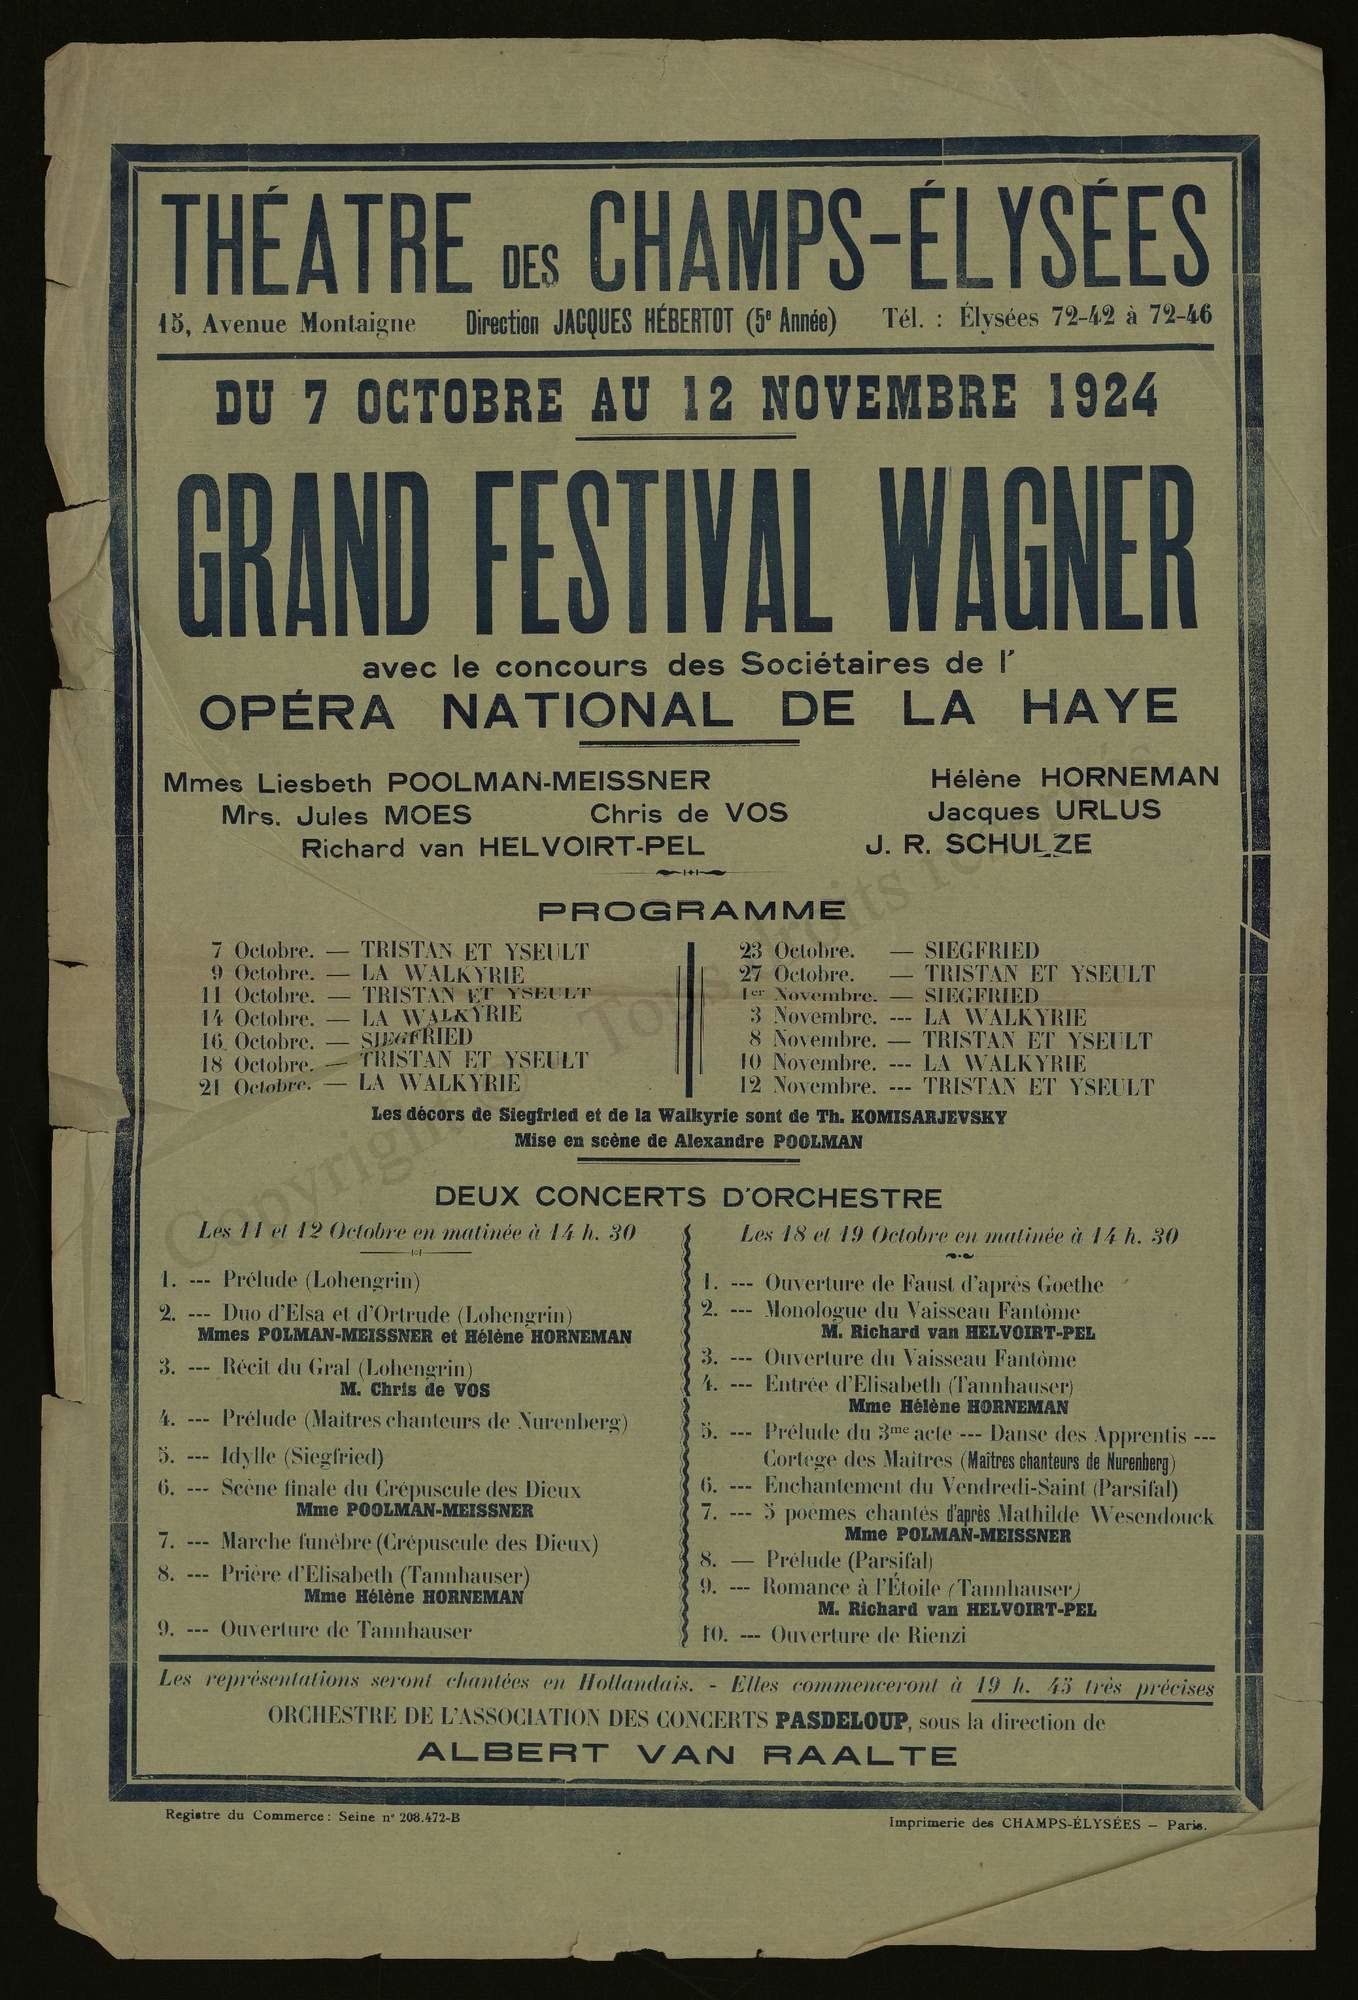 THÉATRE DES CHAMPS-ÉLYSÉES
15, Avenue Montaigne Direction JACQUES HÉBERTOT (5e Année) Tél. : Élysées 72-42 à 72-46
DU 7 OCTOBRE AU 12 NOVEMBRE 1924
GRAND FESTIVAL WAGNER
avec le concours des Sociétaires de l'
OPÉRA NATIONAL DE LA HAYE
Mmes Liesbeth POOLMAN-MEISSNER Hélène HORNEMAN
Mrs. Jules MOES Chris de VOS Jacques URLUS
Richard van HELVOIRT-PEL J. R. SCHULZE
PROGRAMME
7 Octobre. — TRISTAN ET YSEULT
9 Octobre. — LA WALKYRIE
11 Octobre. — TRISTAN ET YSEULT
14 Octobre. — LA WALKYRIE
16 Octobre. — SIEGFRIED
18 Octobre. — TRISTAN ET YSEULT
21 Octobre. — LA WALKYRIE
23 Octobre. — SIEGFRIED
27 Octobre. — TRISTAN ET YSEULT
1er Novembre. — SIEGFRIED
3 Novembre. --- LA WALKYRIE
8 Novembre. — TRISTAN ET YSEULT
10 Novembre. --- LA WALKYRIE
12 Novembre. --- TRISTAN ET YSEULT
Les décors de Siegfried et de la Walkyrie sont de Th. KOMISARJEVSKY
Mise en scène de Alexandre POOLMAN
DEUX CONCERTS D'ORCHESTRE
Les 11 et 12 Octobre en matinée à 14 h. 30
1. --- Prélude (Lohengrin)
2. --- Duo d'Elsa et d'Ortrude (Lohengrin)
Mmes POLMAN-MEISSNER et Hélène HORNEMAN
3. --- Récit du Gral (Lohengrin)
M. Chris de VOS
4. --- Prélude (Maîtres chanteurs de Nurenberg)
5. --- Idylle (Siegfried)
6. --- Scène finale du Crépuscule des Dieux
Mme POOLMAN-MEISSNER
7. --- Marche funèbre (Crépuscule des Dieux)
8. --- Prière d'Elisabeth (Tannhauser)
Mme Hélène HORNEMAN
9. --- Ouverture de Tannhauser
Les 18 et 19 Octobre en matinée à 14 h. 30
1. --- Ouverture de Faust d'après Goethe
2. --- Monologue du Vaisseau Fantôme
M. Richard van HELVOIRT-PEL
3. --- Ouverture du Vaisseau Fantôme
4. --- Entrée d'Elisabeth (Tannhauser)
Mme Hélène HORNEMAN
5. --- Prélude du 3me acte --- Danse des Apprentis ---
Cortege des Maîtres (Maîtres chanteurs de Nurenberg)
6. --- Enchantement du Vendredi-Saint (Parsifal)
7. --- 5 poèmes chantés d'après Mathilde Wesendouck
Mme POLMAN-MEISSNER
8. — Prélude (Parsifal)
9. --- Romance à l'Étoile (Tannhauser)
M. Richard van HELVOIRT-PEL
10. --- Ouverture de Rienzi
Les représentations seront chantées en Hollandais. - Elles commenceront à 19 h. 45 très précises
ORCHESTRE DE L'ASSOCIATION DES CONCERTS PASDELOUP, sous la direction de
ALBERT VAN RAALTE
Registre du Commerce : Seine n° 208.472-B
Imprimerie des CHAMPS-ÉLYSÉES — Paris.
Copyright © Tous droits réservés